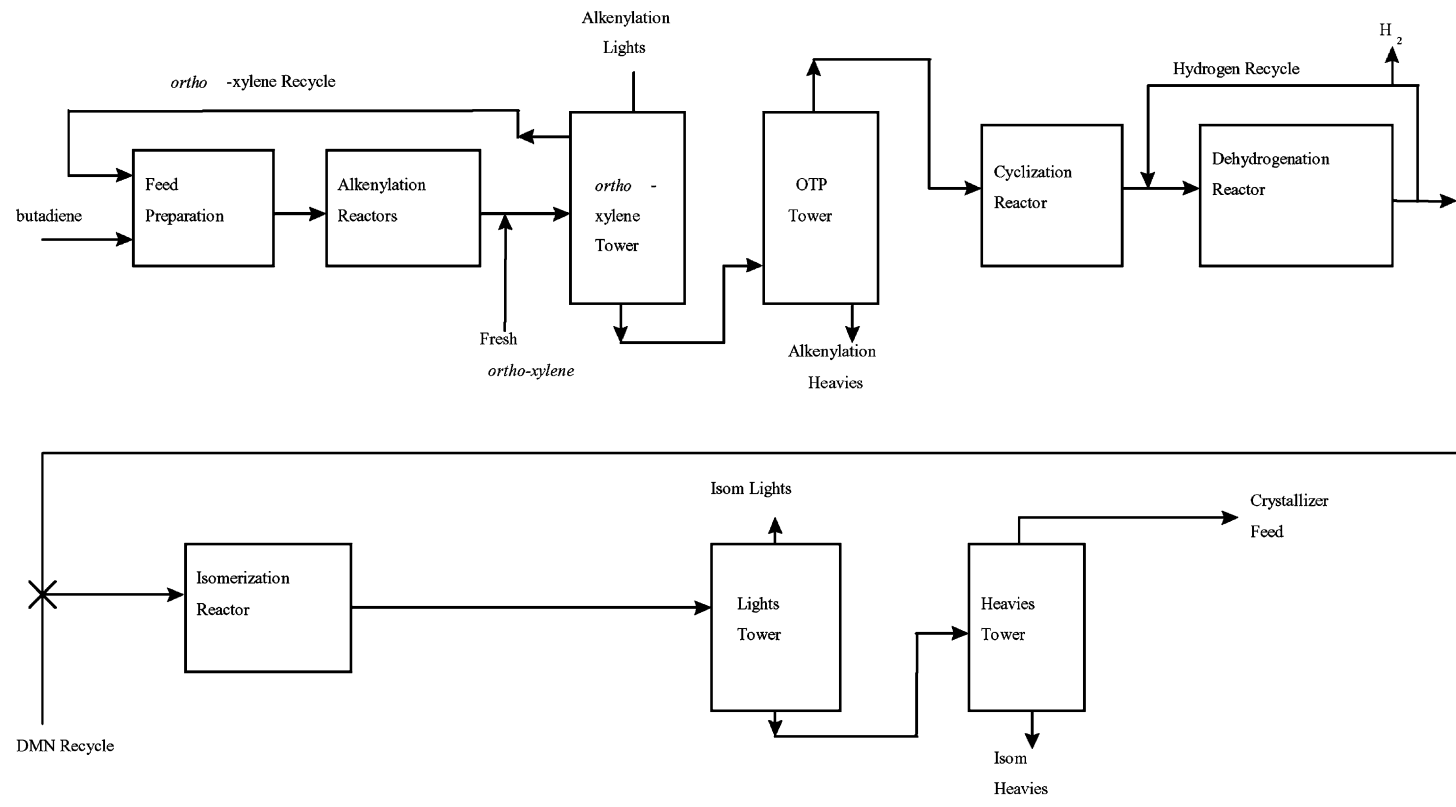 Alkenylation
Lights
H2
ortho -xylene Recycle
Hydrogen Recycle
Feed
Preparation
butadiene
Alkenylation
Reactors
ortho -
xylene
Tower
OTP
Tower
Cyclization
Reactor
Dehydrogenation
Reactor
Fresh
ortho-xylene
Alkenylation
Heavies
Isom Lights
Crystallizer
Feed
Isomerization
Reactor
Lights
Tower
Heavies
Tower
DMN Recycle
Isom
Heavies